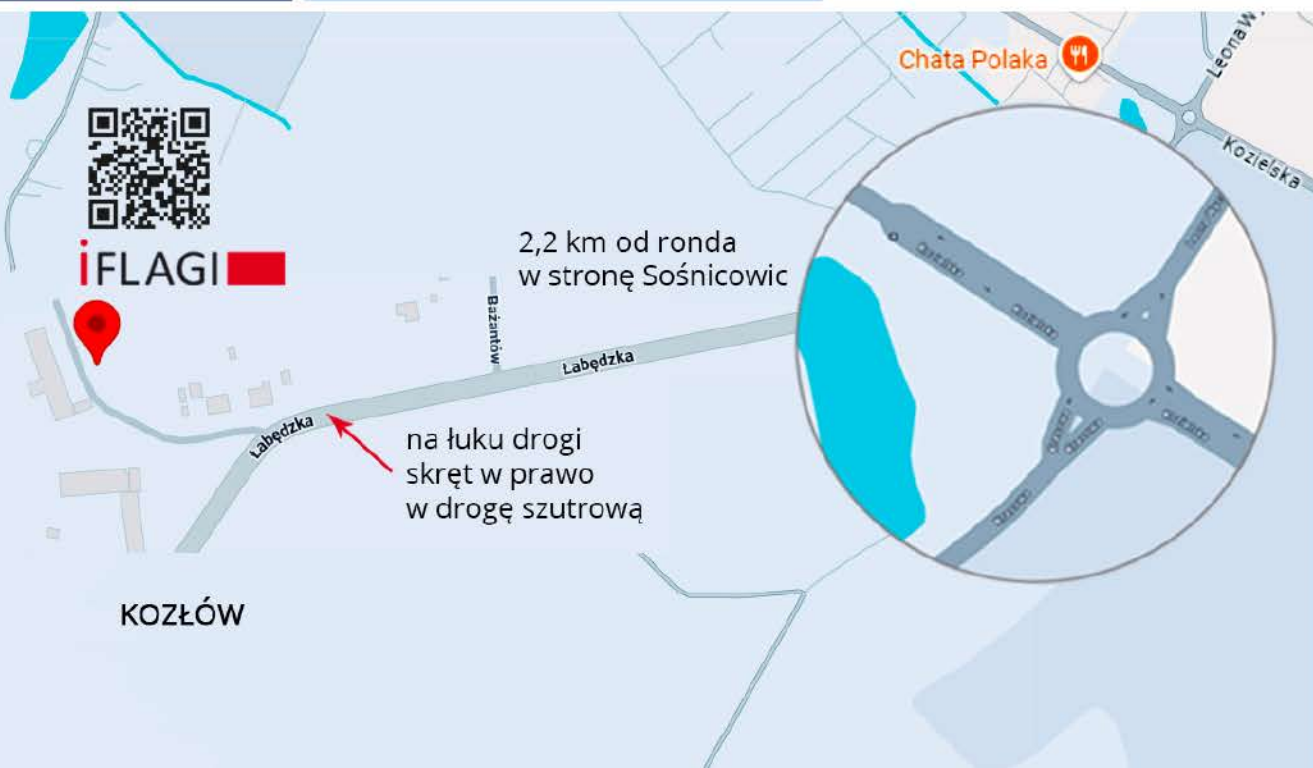 Chata Polaka
Leona Wy
Kozielska
iFLAGI
2,2 km od ronda
w stronę Sośnicowic
Bażantów
Łabędzka
Łabędzka
na łuku drogi
skręt w prawo
w drogę szutrową
KOZŁÓW